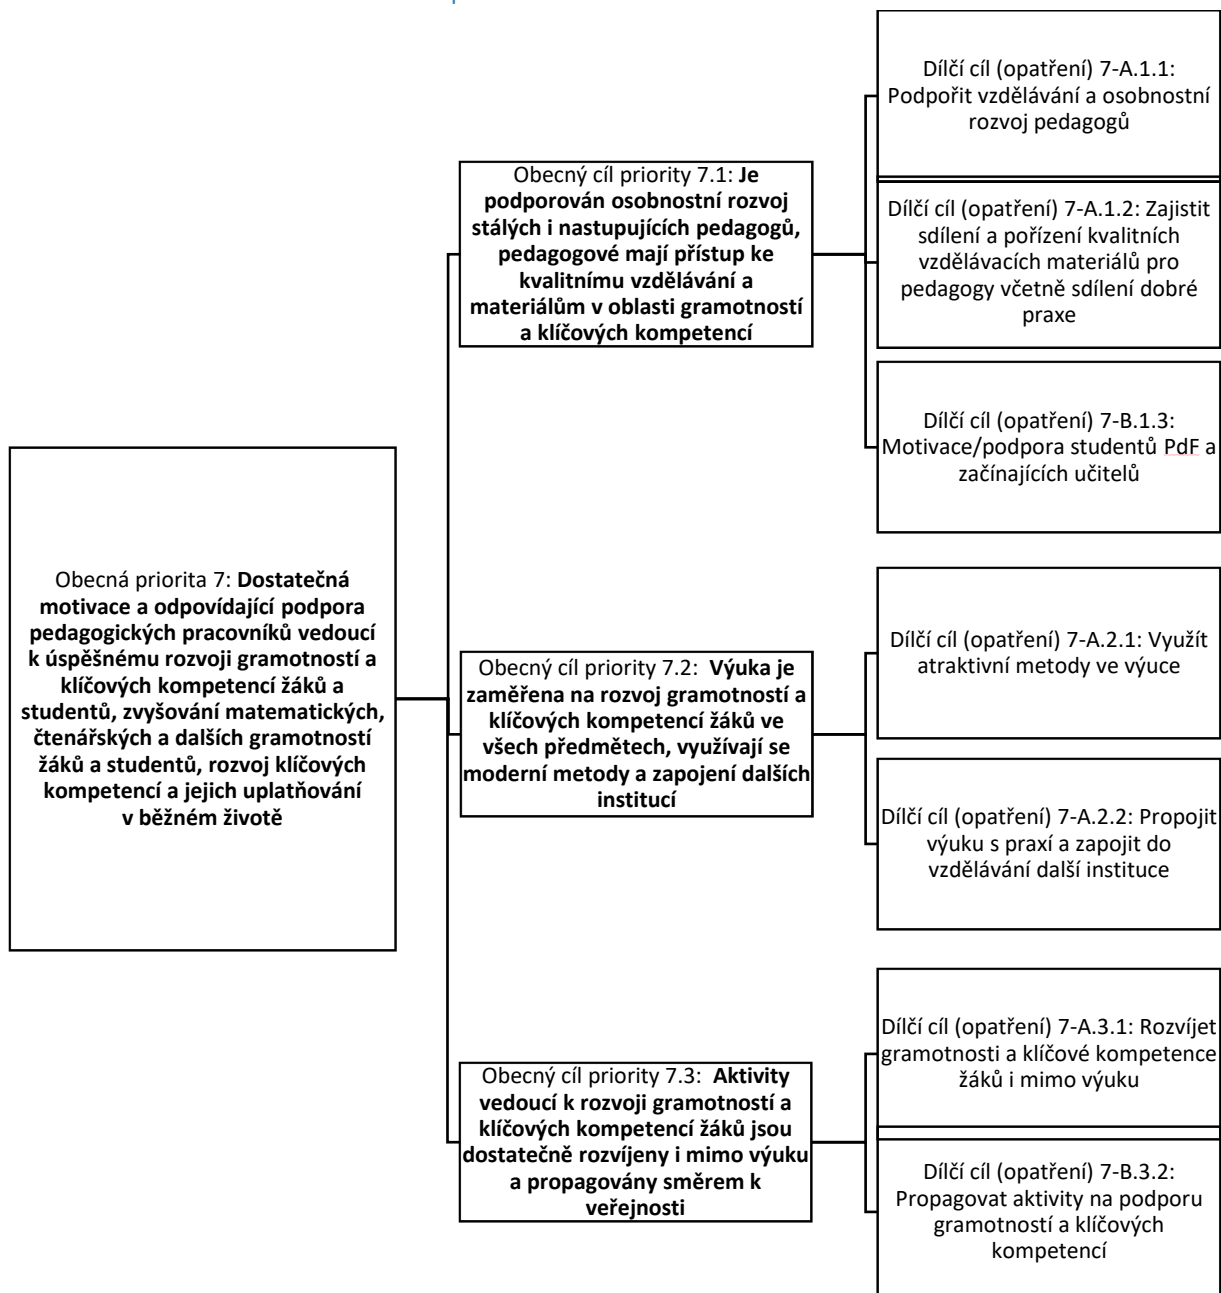 Obecná priorita 7: Dostatečná
motivace a odpovídající podpora
pedagogických pracovníků vedoucí
k úspěšnému rozvoji gramotností a
klíčových kompetencí žáků a
studentů, zvyšování matematických,
čtenářských a dalších gramotností
žáků a studentů, rozvoj klíčových
kompetencí a jejich uplatňování
v běžném životě
Obecný cíl priority 7.1: Je
podporován osobnostní rozvoj
stálých i nastupujících pedagogů,
pedagogové mají přístup ke
kvalitnímu vzdělávání a
materiálům v oblasti gramotností
a klíčových kompetencí
Dílčí cíl (opatření) 7-A.1.1:
Podpořit vzdělávání a osobnostní
rozvoj pedagogů
Dílčí cíl (opatření) 7-A.1.2: Zajistit
sdílení a pořízení kvalitních
vzdělávacích materiálů pro
pedagogy včetně sdílení dobré
praxe
Dílčí cíl (opatření) 7-B.1.3:
Motivace/podpora studentů PdF a
začínajících učitelů
Obecný cíl priority 7.2: Výuka je
zaměřena na rozvoj gramotností a
klíčových kompetencí žáků ve
všech předmětech, využívají se
moderní metody a zapojení dalších
institucí
Dílčí cíl (opatření) 7-A.2.1: Využít
atraktivní metody ve výuce
Dílčí cíl (opatření) 7-A.2.2: Propojit
výuku s praxí a zapojit do
vzdělávání další instituce
Obecný cíl priority 7.3: Aktivity
vedoucí k rozvoji gramotností a
klíčových kompetencí žáků jsou
dostatečně rozvíjeny i mimo výuku
a propagovány směrem k
veřejnosti
Dílčí cíl (opatření) 7-A.3.1: Rozvíjet
gramotnosti a klíčové kompetence
žáků i mimo výuku
Dílčí cíl (opatření) 7-B.3.2:
Propagovat aktivity na podporu
gramotností a klíčových
kompetencí